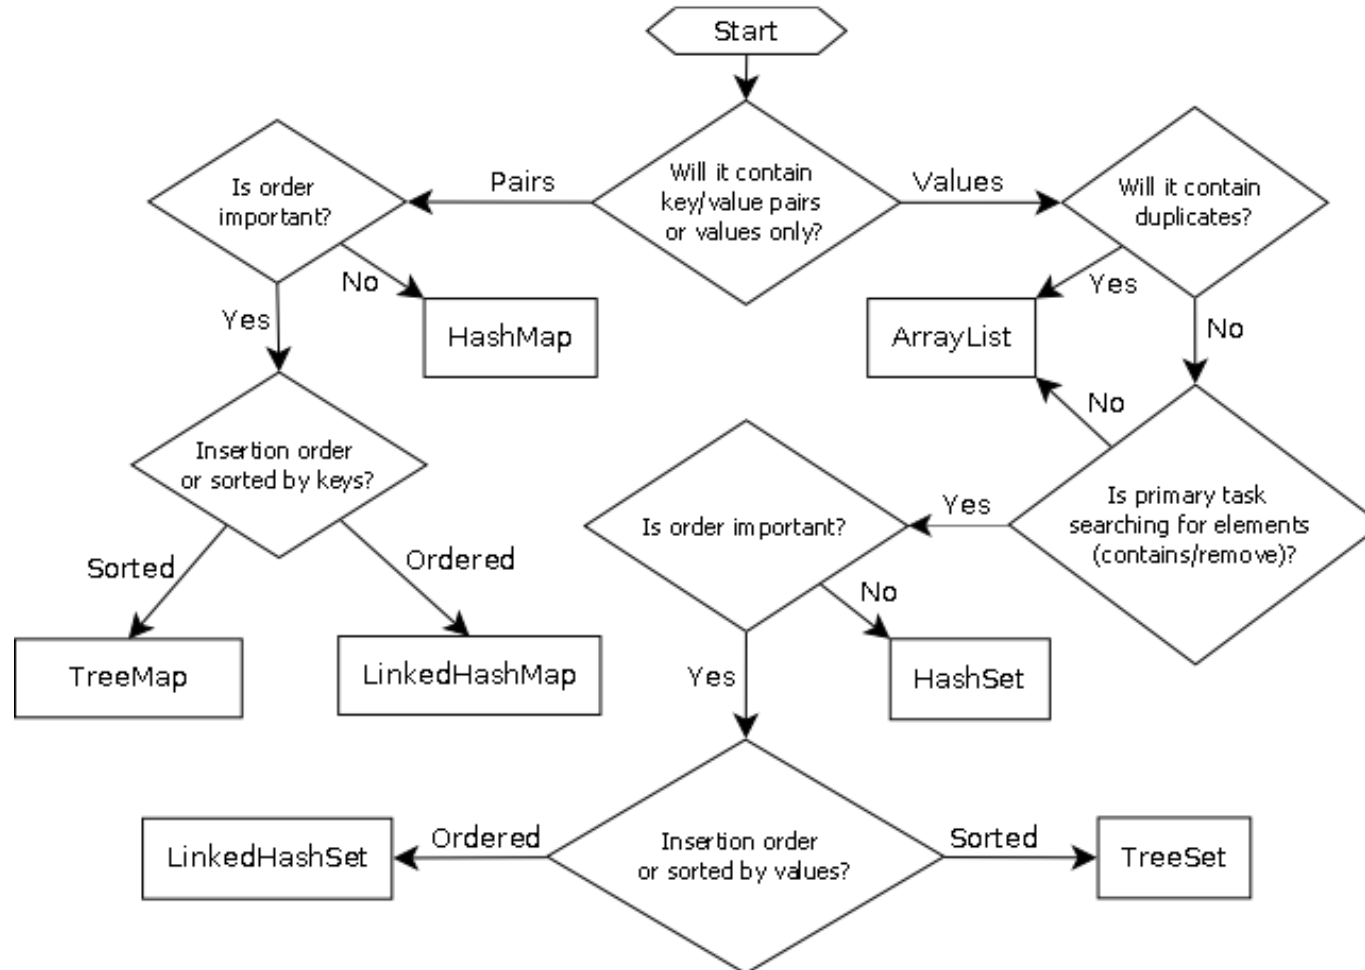 Start
Will it contain
key/value pairs
or values only?
Pairs
Values
Is order
important?
Will it contain
duplicates?
No
Yes
HashMap
Yes
ArrayList
No
No
Insertion order
or sorted by keys?
Is order important?
Yes
Is primary task
searching for elements
(contains/remove)?
Sorted
Ordered
No
TreeMap
LinkedHashMap
Yes
HashSet
Insertion order
or sorted by values?
Ordered
Sorted
LinkedHashSet
TreeSet